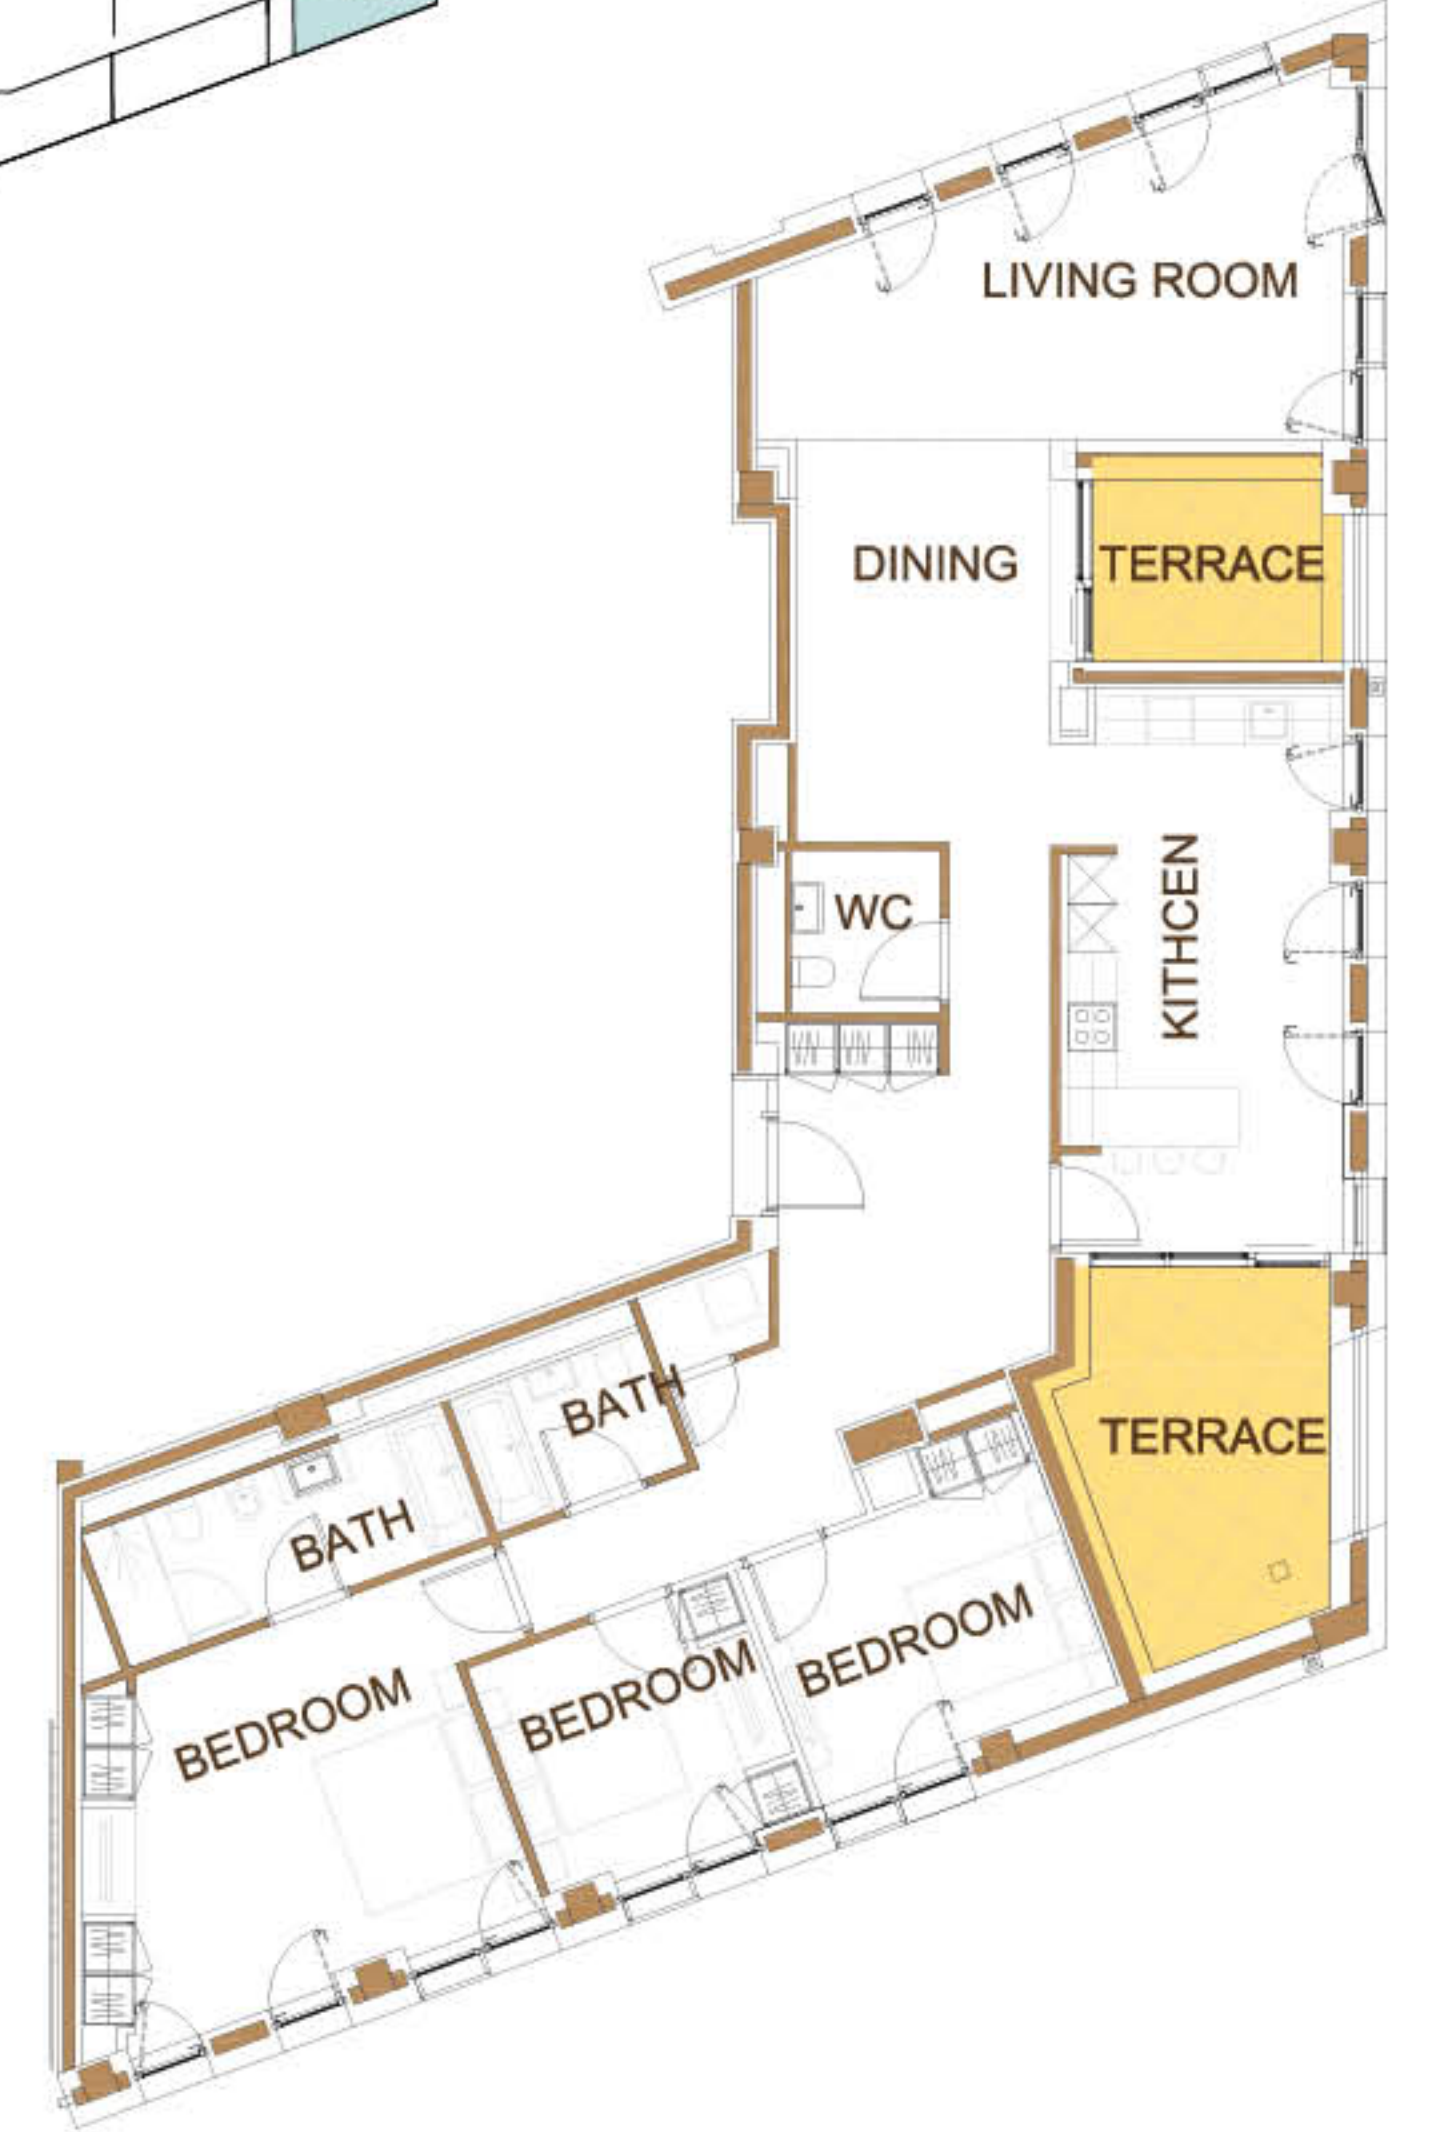 LIVING ROOM
DINING
TERRACE
WC
KITHCEN
BATH
TERRACE
BATH
BEDROOM
BEDROOM
BEDROOM